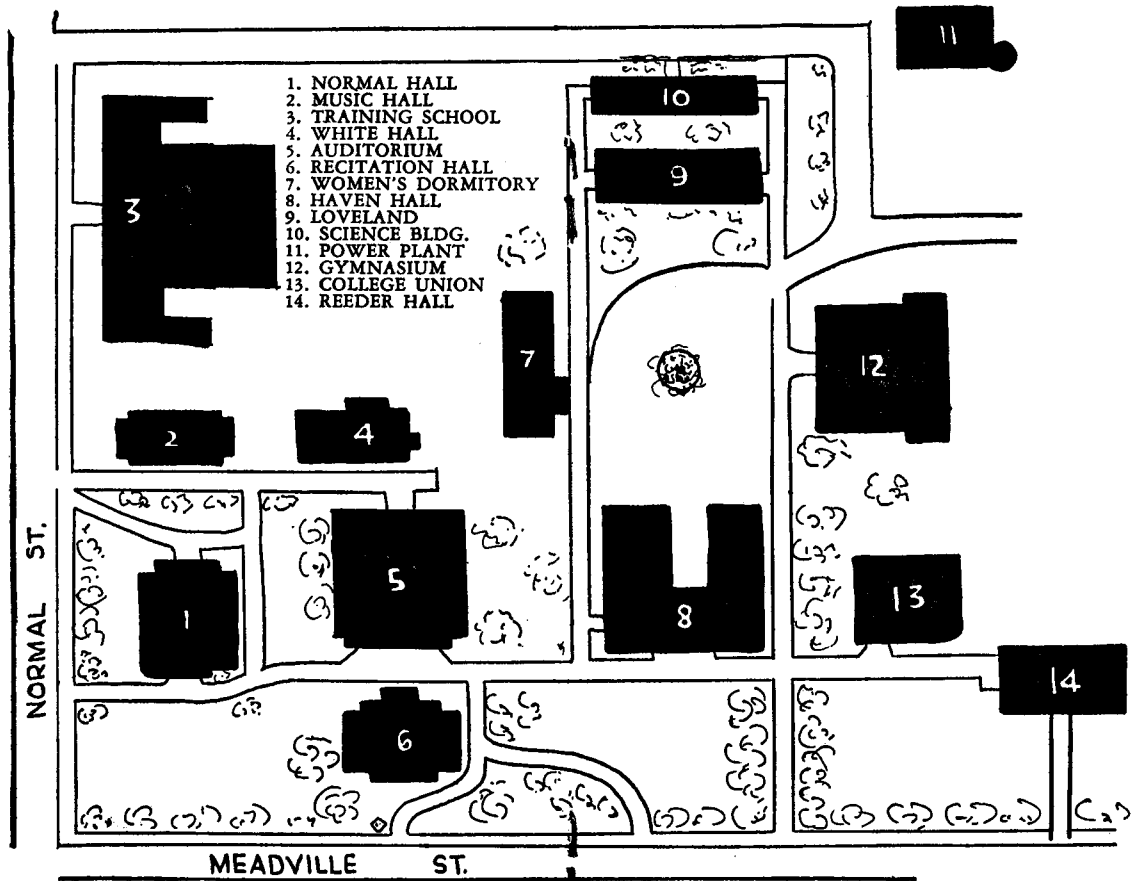 11
1. NORMAL HALL
2. MUSIC HALL
3. TRAINING SCHOOL
4. WHITE HALL
5. AUDITORIUM
6. RECITATION HALL
7. WOMEN'S DORMITORY
8. HAVEN HALL
9. LOVELAND
10. SCIENCE BLDG.
11. POWER PLANT
12. GYMNASIUM
13. COLLEGE UNION
14. REEDER HALL
10
9
3
7
12
2
4
5
1
8
13
14
6
NORMAL ST.
MEADVILLE ST.